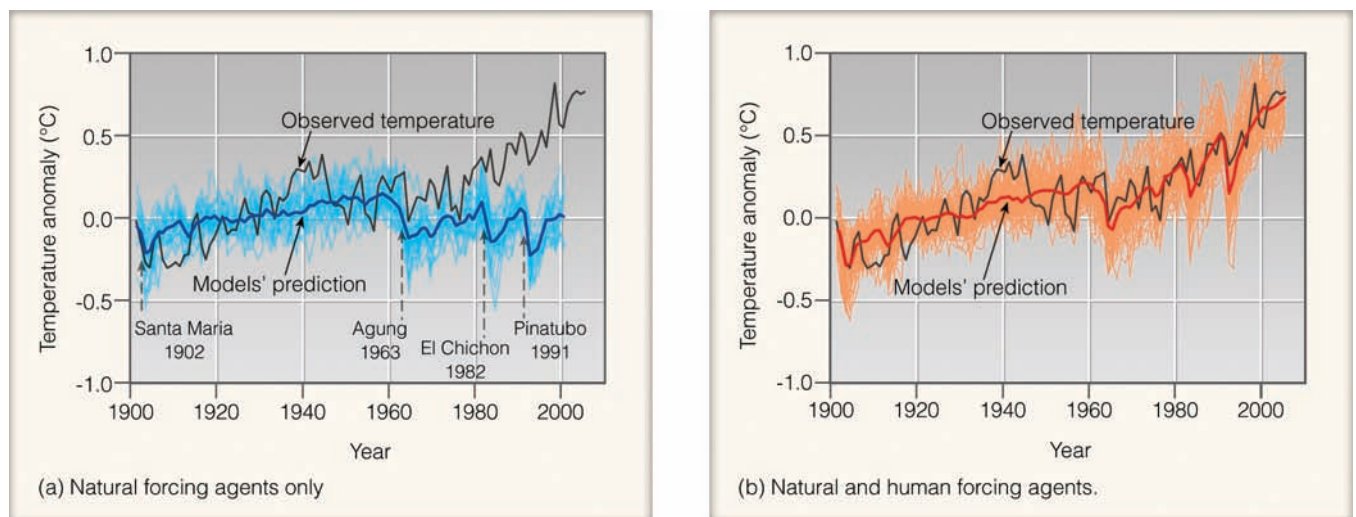 Temperature anomaly (°C)
1.0
0.5
0.0
-0.5
-1.0
Observed temperature
Models' prediction
Santa Maria
1902
Agung
1963
El Chichon
1982
Pinatubo
1991
1900 1920 1940 1960 1980 2000
Year
(a) Natural forcing agents only
Temperature anomaly (°C)
1.0
0.5
0.0
-0.5
-1.0
Observed temperature
Models' prediction
1900 1920 1940 1960 1980 2000
Year
(b) Natural and human forcing agents.